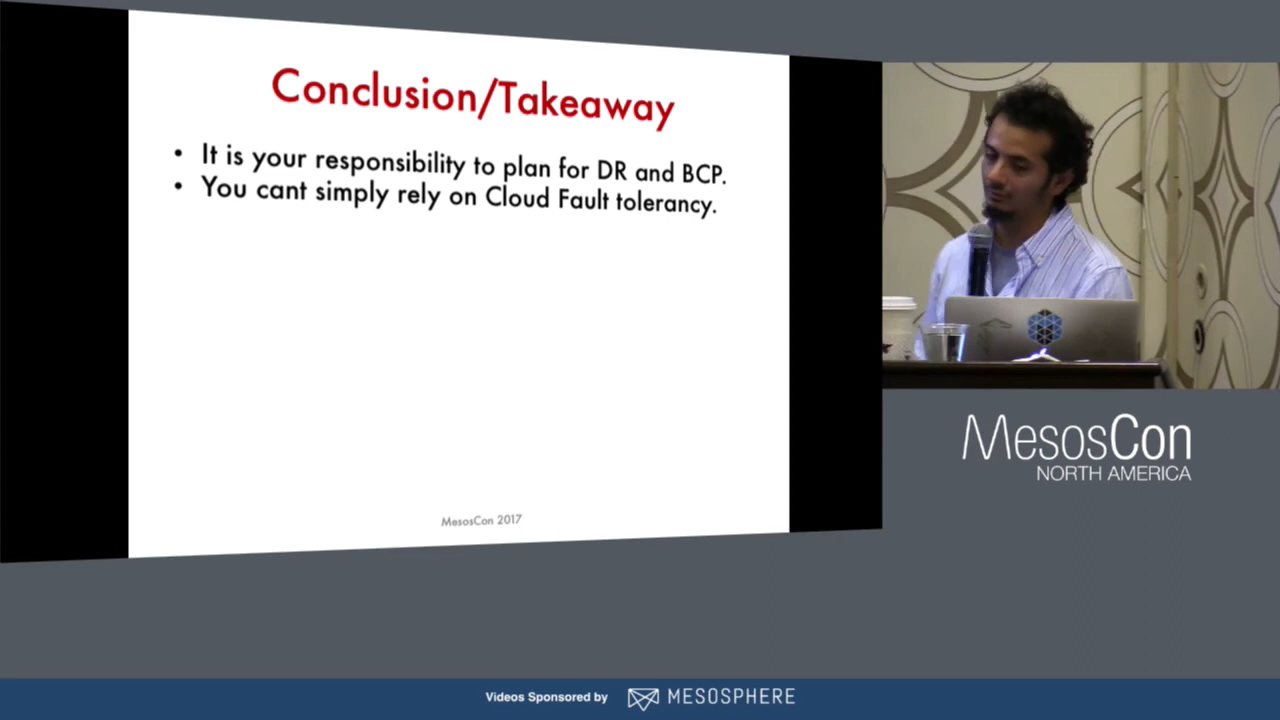 Conclusion/Takeaway
• It is your responsibility to plan for DR and BCP.
• You cant simply rely on Cloud Fault tolerancy.
MesosCon 2017
MesosCon
NORTH AMERICA
Videos Sponsored by MESOSPHERE